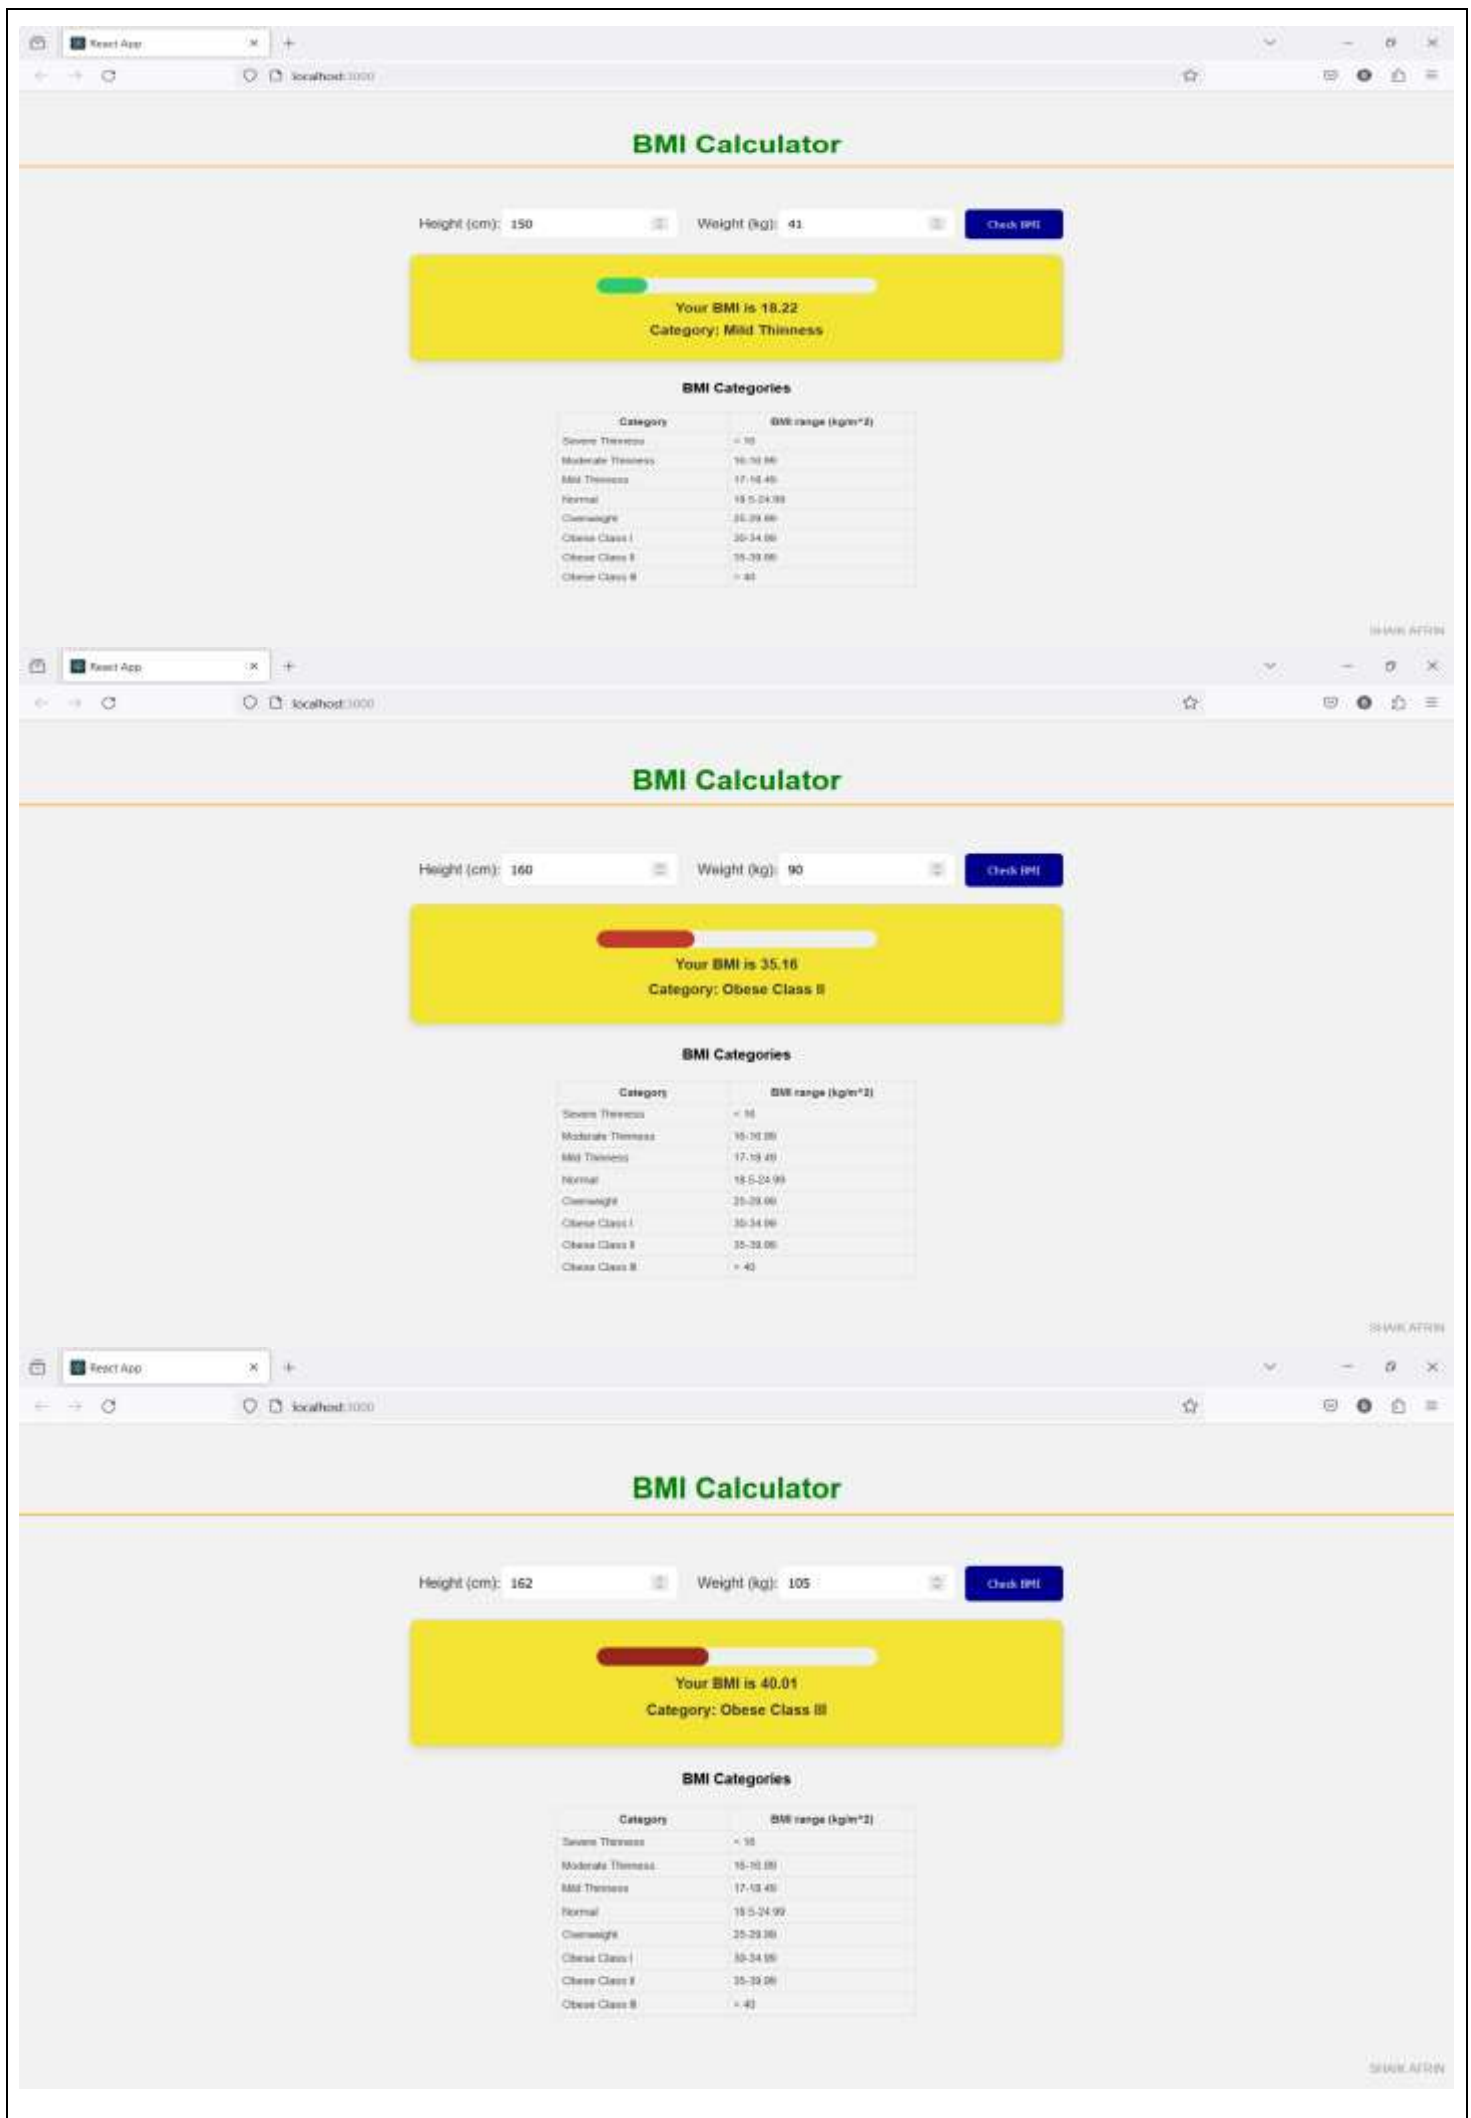 React App
localhost:3000
BMI Calculator
Height (cm): 150 Weight (kg): 41 Check BMI
Your BMI is 18.22
Category: Mild Thinness
BMI Categories
Category BMI range (kg/m^2)
Severe Thinness < 16
Moderate Thinness 16-16.99
Mild Thinness 17-18.49
Normal 18.5-24.99
Overweight 25-29.99
Obese Class I 30-34.99
Obese Class II 35-39.99
Obese Class III > 40
SHAIK AFRIN
React App
localhost:3000
BMI Calculator
Height (cm): 160 Weight (kg): 90 Check BMI
Your BMI is 35.16
Category: Obese Class II
BMI Categories
Category BMI range (kg/m^2)
Severe Thinness < 16
Moderate Thinness 16-16.99
Mild Thinness 17-18.49
Normal 18.5-24.99
Overweight 25-29.99
Obese Class I 30-34.99
Obese Class II 35-39.99
Obese Class III > 40
SHAIK AFRIN
React App
localhost:3000
BMI Calculator
Height (cm): 162 Weight (kg): 105 Check BMI
Your BMI is 40.01
Category: Obese Class III
BMI Categories
Category BMI range (kg/m^2)
Severe Thinness < 16
Moderate Thinness 16-16.99
Mild Thinness 17-18.49
Normal 18.5-24.99
Overweight 25-29.99
Obese Class I 30-34.99
Obese Class II 35-39.99
Obese Class III > 40
SHAIK AFRIN